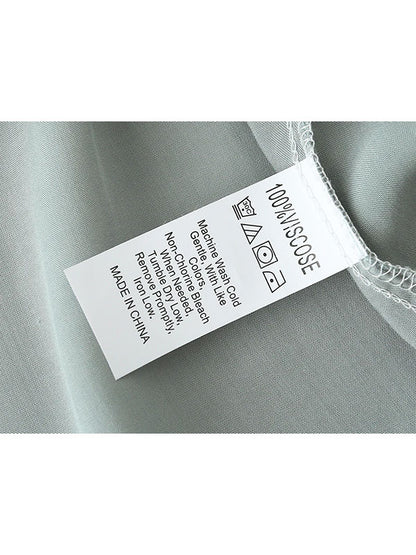 100%VISCOSE
30C
Machine Wash Cold
Gentle, With Like
Colors,
Non-Chlorine Bleach
When Needed,
Tumble Dry Low,
Remove Promptly,
Iron Low.
MADE IN CHINA